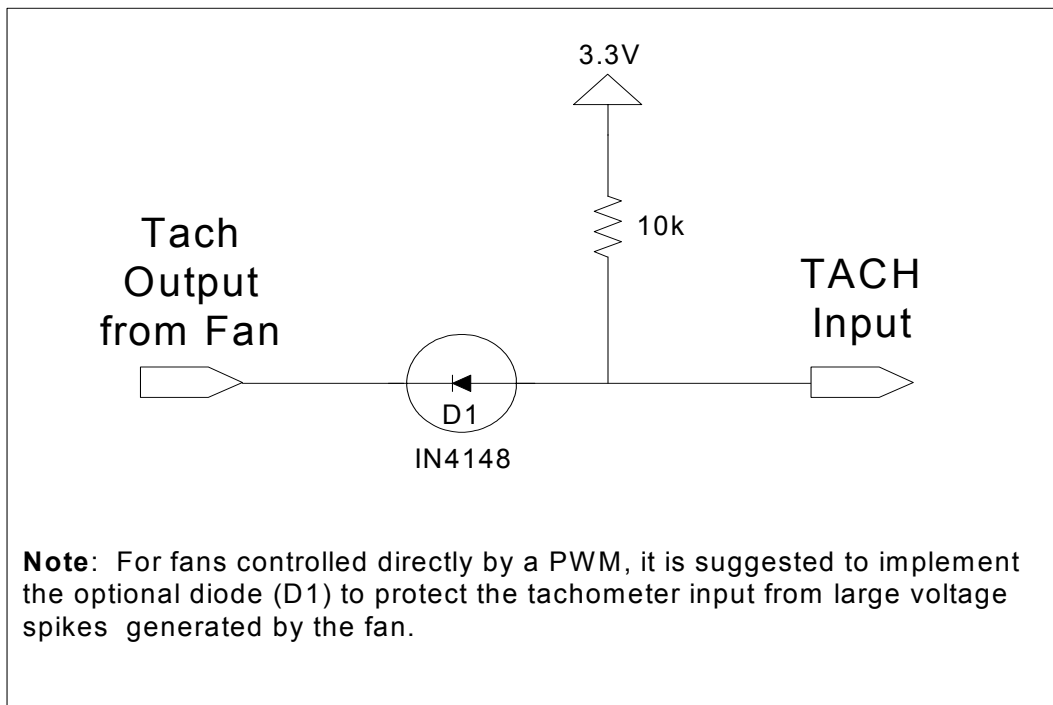 3.3V
10k
Tach
Output
from Fan
TACH
Input
D1
IN4148
Note: For fans controlled directly by a PWM, it is suggested to implement
the optional diode (D1) to protect the tachometer input from large voltage
spikes generated by the fan.